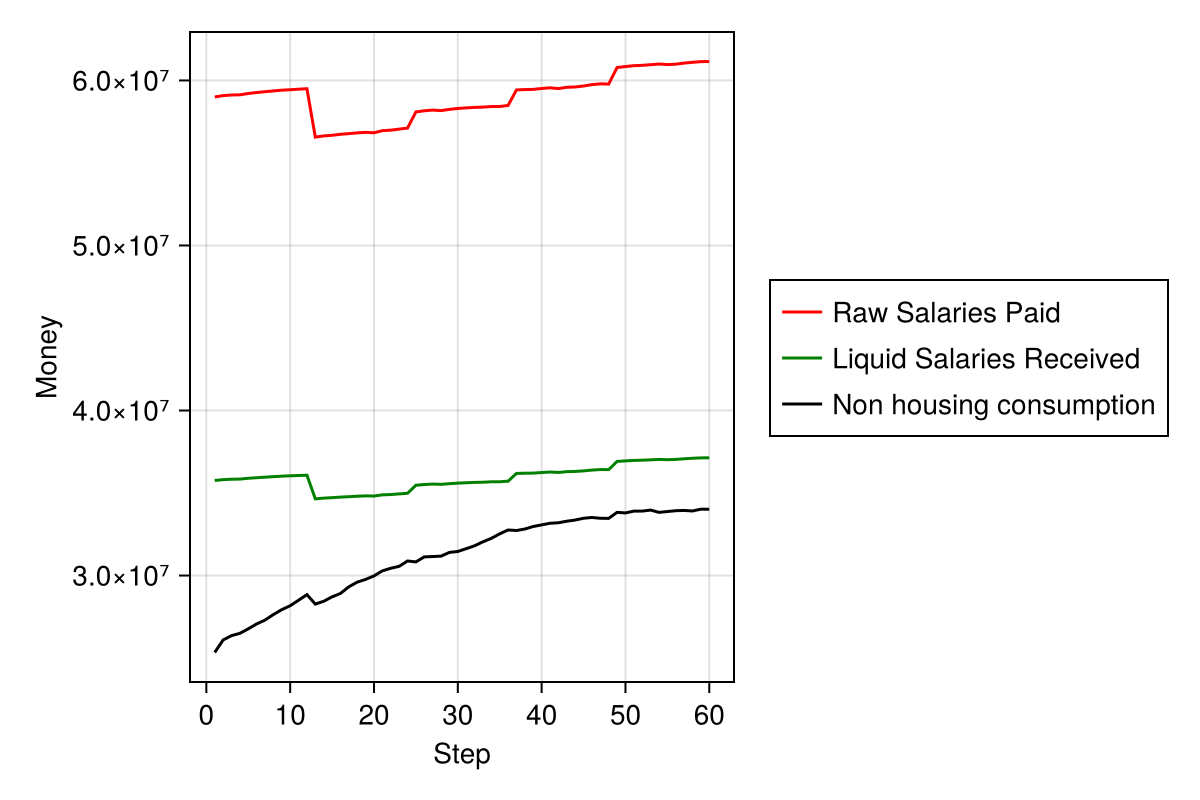 6.0×10⁷
5.0×10⁷
4.0×10⁷
3.0×10⁷
Money
0 10 20 30 40 50 60
Step
Raw Salaries Paid
Liquid Salaries Received
Non housing consumption